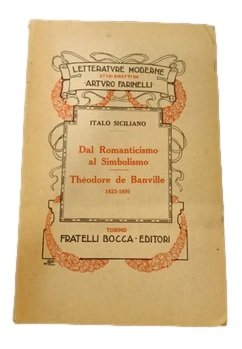 LETTERATVRE MODERNE
STVDI DIRETTI DA
ARTVRO FARINELLI
ITALO SICILIANO
Dal Romanticismo
al Simbolismo
Théodore de Banville
1823-1891
TORINO
FRATELLI BOCCA - EDITORI